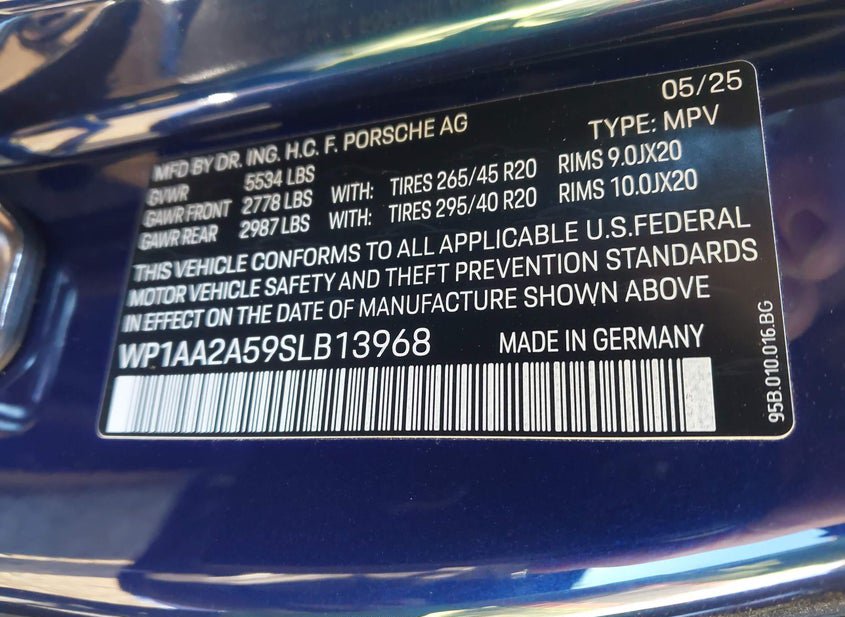 05/25
MFD BY DR. ING. H.C. F. PORSCHE AG TYPE: MPV
GVWR 5534 LBS
GAWR FRONT 2778 LBS WITH: TIRES 265/45 R20 RIMS 9.0JX20
GAWR REAR 2987 LBS WITH: TIRES 295/40 R20 RIMS 10.0JX20
THIS VEHICLE CONFORMS TO ALL APPLICABLE U.S.FEDERAL
MOTOR VEHICLE SAFETY AND THEFT PREVENTION STANDARDS
IN EFFECT ON THE DATE OF MANUFACTURE SHOWN ABOVE
WP1AA2A59SLB13968 MADE IN GERMANY
95B.010.016.BG